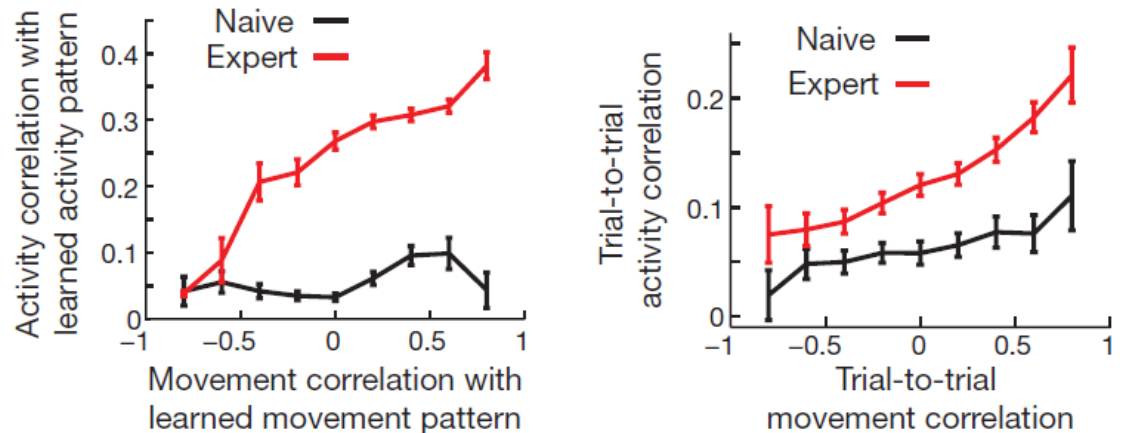 Activity correlation with
learned activity pattern
Naive
Expert
0.4
0.3
0.2
0.1
0
−1
−0.5
0
0.5
1
Movement correlation with
learned movement pattern
Trial-to-trial
activity correlation
Naive
Expert
0.2
0.1
0
−1
−0.5
0
0.5
1
Trial-to-trial
movement correlation